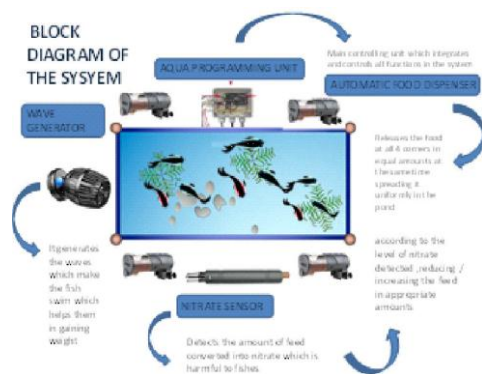 BLOCK
DIAGRAM OF
THE SYSYEM
AQUA PROGRAMMING UNIT
Main controlling unit which integrates
and controls all functions in the system
AUTOMATIC FOOD DISPENSER
WAVE
GENERATOR
Releases the food
at all 4 corners in
equal amounts at
the same time
spreading it
uniformly in the
pond
It generates
the waves
which make
the fish
swim which
helps them
in gaining
weight
according to the
level of nitrate
detected ,reducing /
increasing the feed
in appropriate
amounts
NITRATE SENSOR
Detects the amount of feed
converted into nitrate which is
harmful to fishes